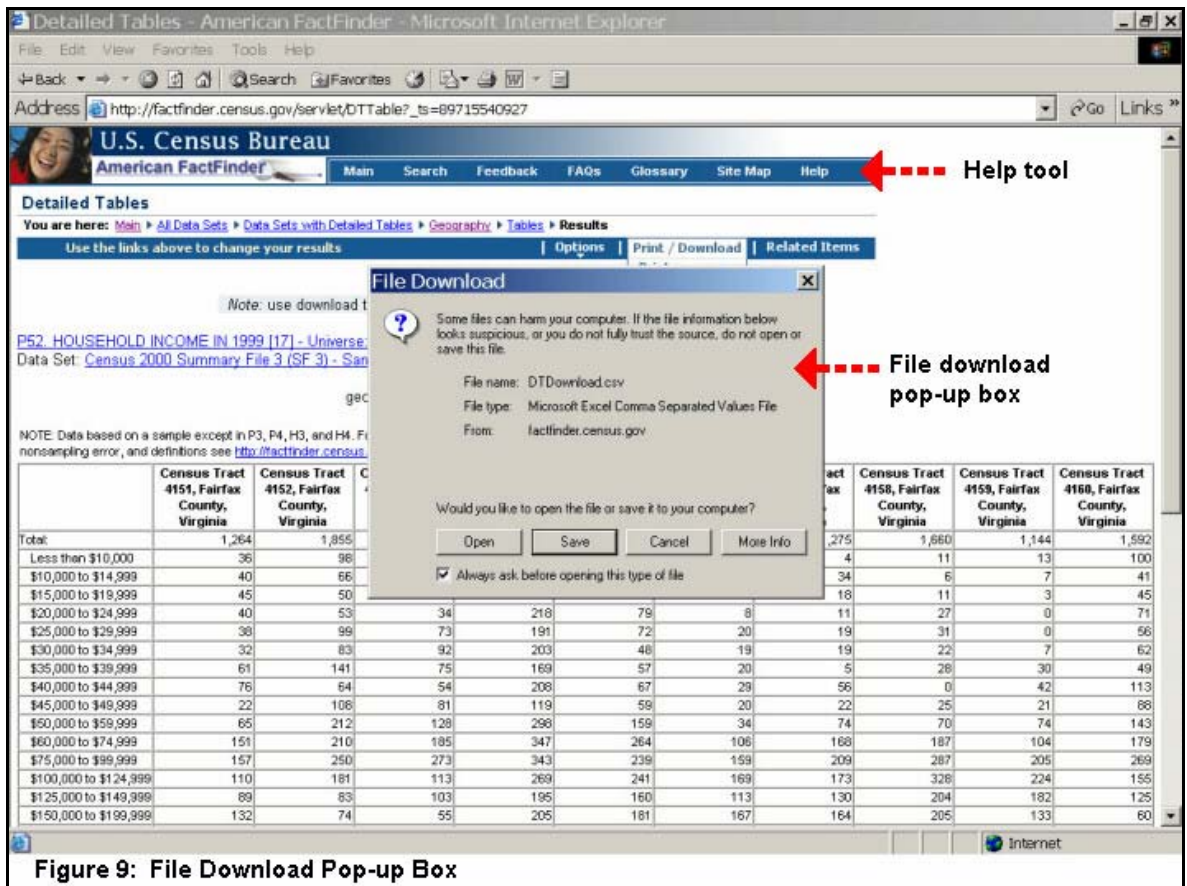 Detailed Tables - American FactFinder - Microsoft Internet Explorer
File Edit View Favorites Tools Help
Back Search Favorites
Address http://factfinder.census.gov/servlet/DTTable?_ts=89715540927 Go Links »
U.S. Census Bureau
American FactFinder Main Search Feedback FAQs Glossary Site Map Help
Help tool
Detailed Tables
You are here: Main ▶ All Data Sets ▶ Data Sets with Detailed Tables ▶ Geography ▶ Tables ▶ Results
Use the links above to change your results | Options | Print / Download | Related Items
File Download
Note: use download t
Some files can harm your computer. If the file information below
looks suspicious, or you do not fully trust the source, do not open or
save this file.
P52. HOUSEHOLD INCOME IN 1999 [17] - Universe:
Data Set: Census 2000 Summary File 3 (SF 3) - Sam
File download
pop-up box
File name: DTDownload.csv
geo
File type: Microsoft Excel Comma Separated Values File
From: factfinder.census.gov
NOTE: Data based on a sample except in P3, P4, H3, and H4. F
nonsampling error, and definitions see http://factfinder.census.
Would you like to open the file or save it to your computer?
Open Save Cancel More Info
Always ask before opening this type of file
Census Tract 4151, Fairfax County, Virginia Census Tract 4152, Fairfax County, Virginia Census Tract 4158, Fairfax County, Virginia Census Tract 4159, Fairfax County, Virginia Census Tract 4160, Fairfax County, Virginia
Total: 1,264 1,855 ,275 1,660 1,144 1,592
Less than $10,000 36 98 4 11 13 100
$10,000 to $14,999 40 66 34 6 7 41
$15,000 to $19,999 45 50 18 11 3 45
$20,000 to $24,999 40 53 34 218 79 8 11 27 0 71
$25,000 to $29,999 38 99 73 191 72 20 19 31 0 56
$30,000 to $34,999 32 83 92 203 48 19 19 22 7 62
$35,000 to $39,999 61 141 75 169 57 20 5 28 30 49
$40,000 to $44,999 76 64 54 208 67 29 56 0 42 113
$45,000 to $49,999 22 108 81 119 59 20 22 25 21 88
$50,000 to $59,999 65 212 128 298 159 34 74 70 74 143
$60,000 to $74,999 151 210 185 347 264 106 168 187 104 179
$75,000 to $99,999 157 250 273 343 239 159 209 287 205 269
$100,000 to $124,999 110 181 113 269 241 169 173 328 224 155
$125,000 to $149,999 89 83 103 195 160 113 130 204 182 125
$150,000 to $199,999 132 74 55 205 181 167 164 205 133 60
Internet
Figure 9: File Download Pop-up Box